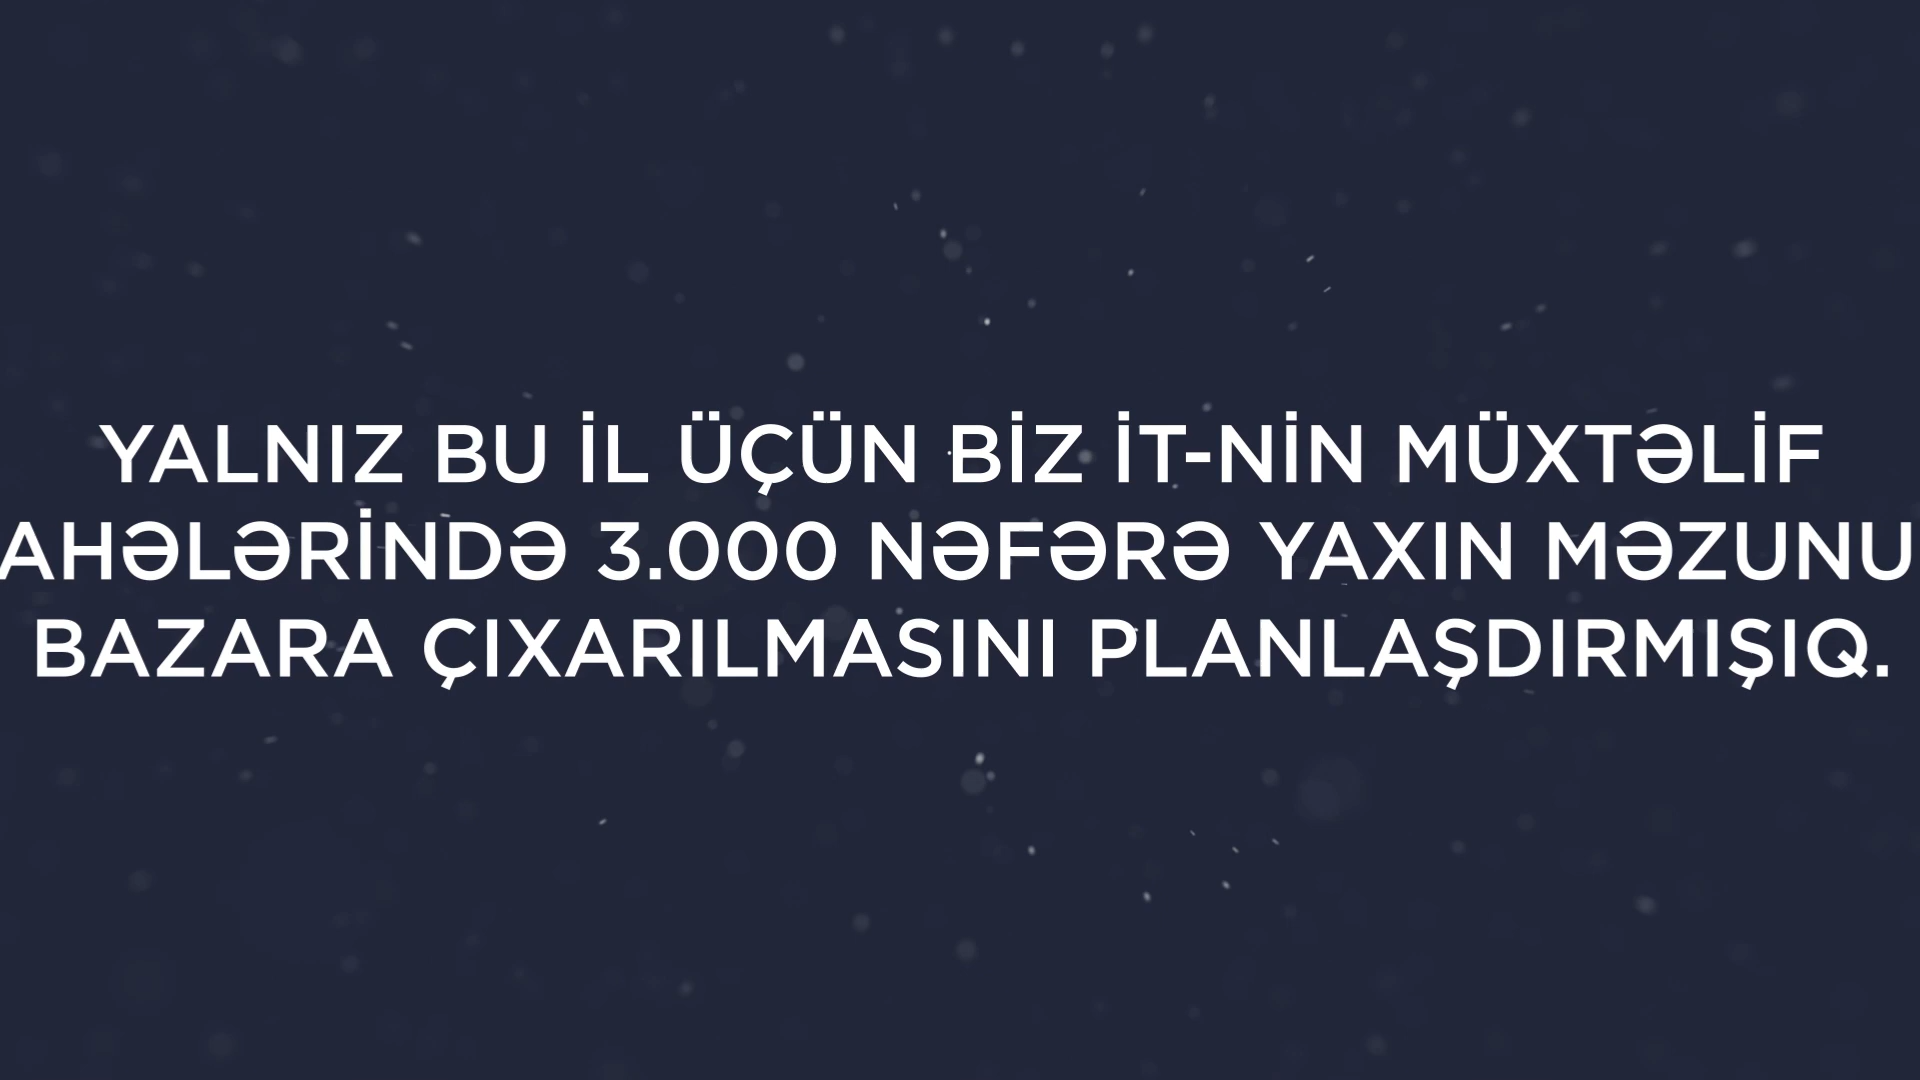 YALNIZ BU İL ÜÇÜN BİZ İT-NİN MÜXTƏLİF
AHƏLƏRİNDƏ 3.000 NƏFƏRƏ YAXIN MƏZUNU
BAZARA ÇIXARILMASINI PLANLAŞDIRMIŞIQ.